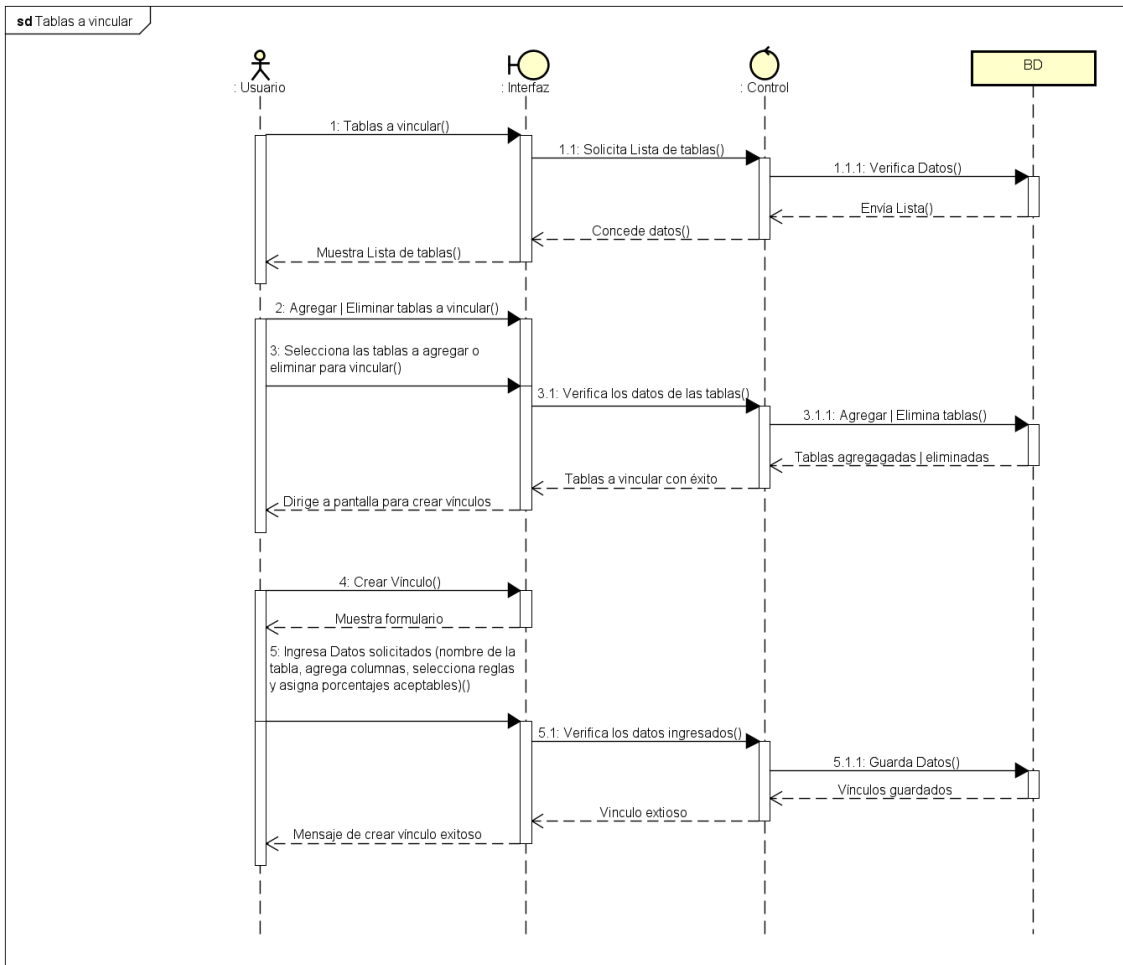 sd Tablas a vincular
: Usuario
: Interfaz
: Control
BD
1: Tablas a vincular()
1.1: Solicita Lista de tablas()
1.1.1: Verifica Datos()
Envía Lista()
Concede datos()
Muestra Lista de tablas()
2: Agregar | Eliminar tablas a vincular()
3: Selecciona las tablas a agregar o
eliminar para vincular()
3.1: Verifica los datos de las tablas()
3.1.1: Agregar | Elimina tablas()
Tablas agregagadas | eliminadas
Tablas a vincular con éxito
Dirige a pantalla para crear vínculos
4: Crear Vínculo()
Muestra formulario
5: Ingresa Datos solicitados (nombre de la
tabla, agrega columnas, selecciona reglas
y asigna porcentajes aceptables)()
5.1: Verifica los datos ingresados()
5.1.1: Guarda Datos()
Vínculos guardados
Vinculo extioso
Mensaje de crear vínculo exitoso